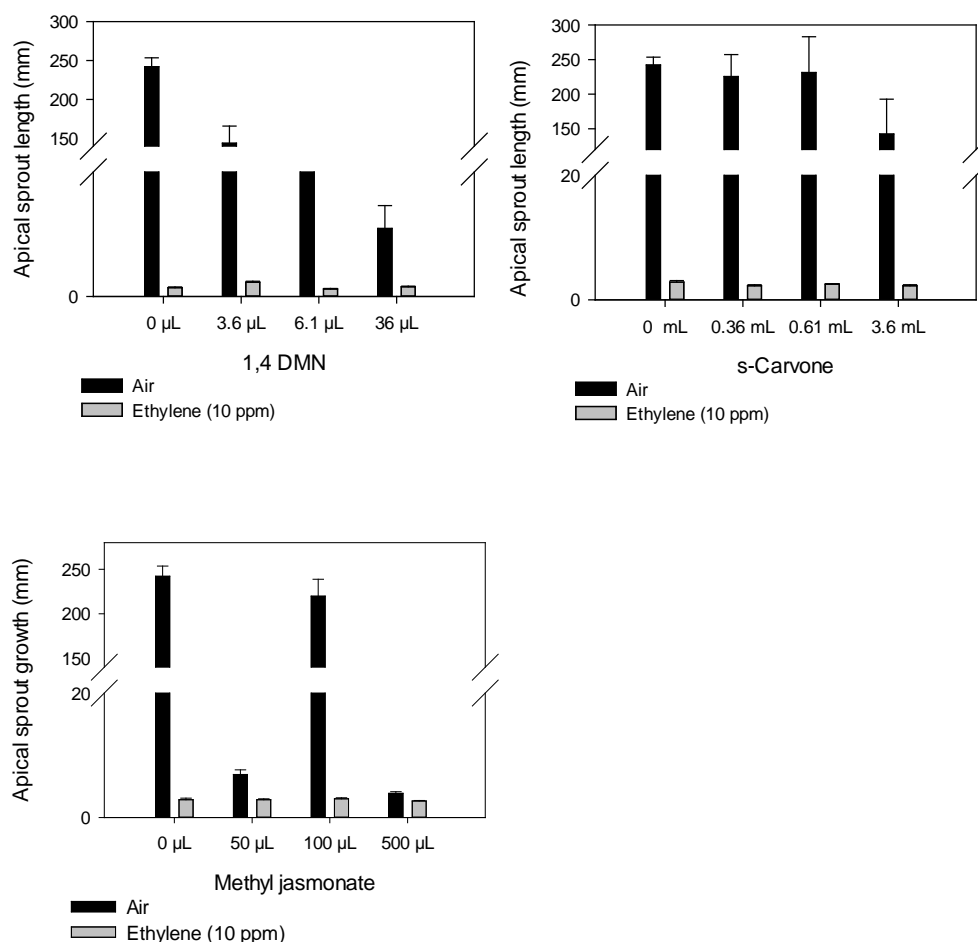 Apical sprout length (mm)
300
250
200
150
0
0 µL 3.6 µL 6.1 µL 36 µL
1,4 DMN
Air
Ethylene (10 ppm)
Apical sprout length (mm)
300
250
200
150
20
0
0 mL 0.36 mL 0.61 mL 3.6 mL
s-Carvone
Air
Ethylene (10 ppm)
Apical sprout growth (mm)
250
200
150
20
0
0 µL 50 µL 100 µL 500 µL
Methyl jasmonate
Air
Ethylene (10 ppm)